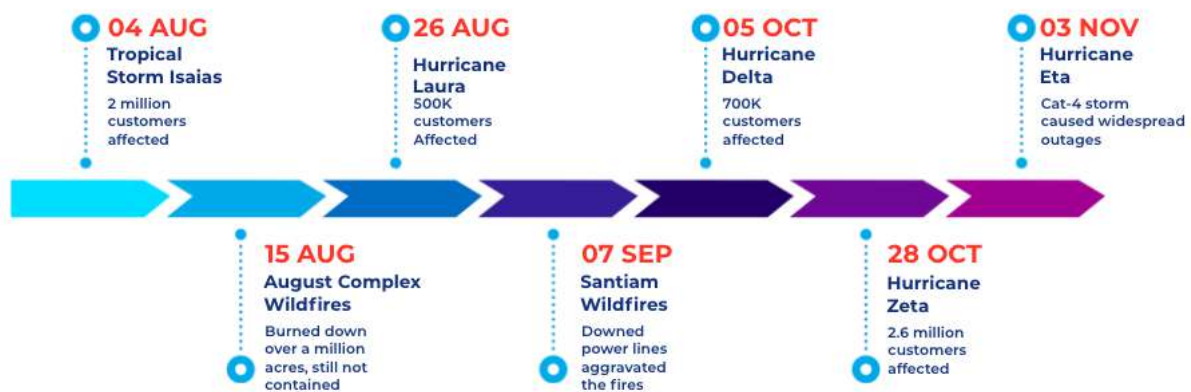 04 AUG
Tropical
Storm Isaias
2 million
customers
affected
15 AUG
August Complex
Wildfires
Burned down
over a million
acres, still not
contained
26 AUG
Hurricane
Laura
500K
customers
Affected
07 SEP
Santiam
Wildfires
Downed
power lines
aggravated
the fires
05 OCT
Hurricane
Delta
700K
customers
affected
28 OCT
Hurricane
Zeta
2.6 million
customers
affected
03 NOV
Hurricane
Eta
Cat-4 storm
caused widespread
outages